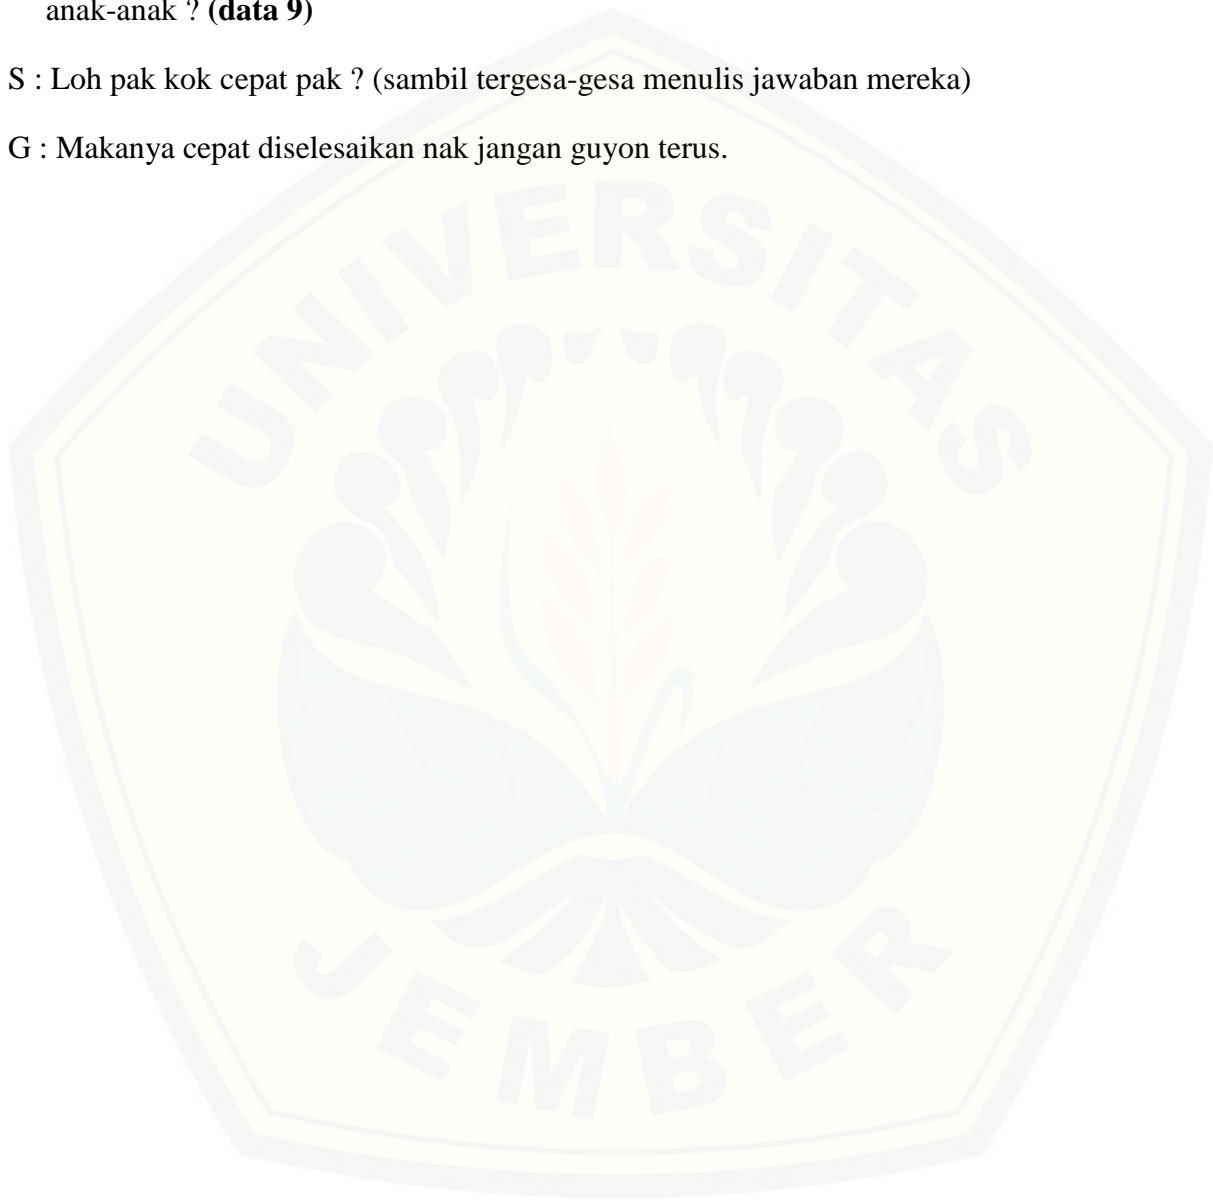 anak-anak ? (data 9)
S : Loh pak kok cepat pak ? (sambil tergesa-gesa menulis jawaban mereka)
G : Makanya cepat diselesaikan nak jangan guyon terus.
UNIVERSITAS
JEMBER